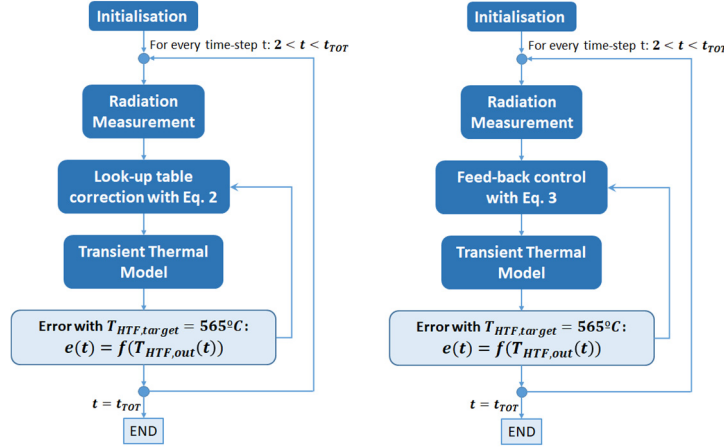 Initialisation
For every time-step t: 2 < t < t_TOT
Radiation
Measurement
Look-up table
correction with Eq. 2
Transient Thermal
Model
Error with T_HTF,target = 565ºC:
e(t) = f(T_HTF,out(t))
t = t_TOT
END
Initialisation
For every time-step t: 2 < t < t_TOT
Radiation
Measurement
Feed-back control
with Eq. 3
Transient Thermal
Model
Error with T_HTF,target = 565ºC:
e(t) = f(T_HTF,out(t))
t = t_TOT
END